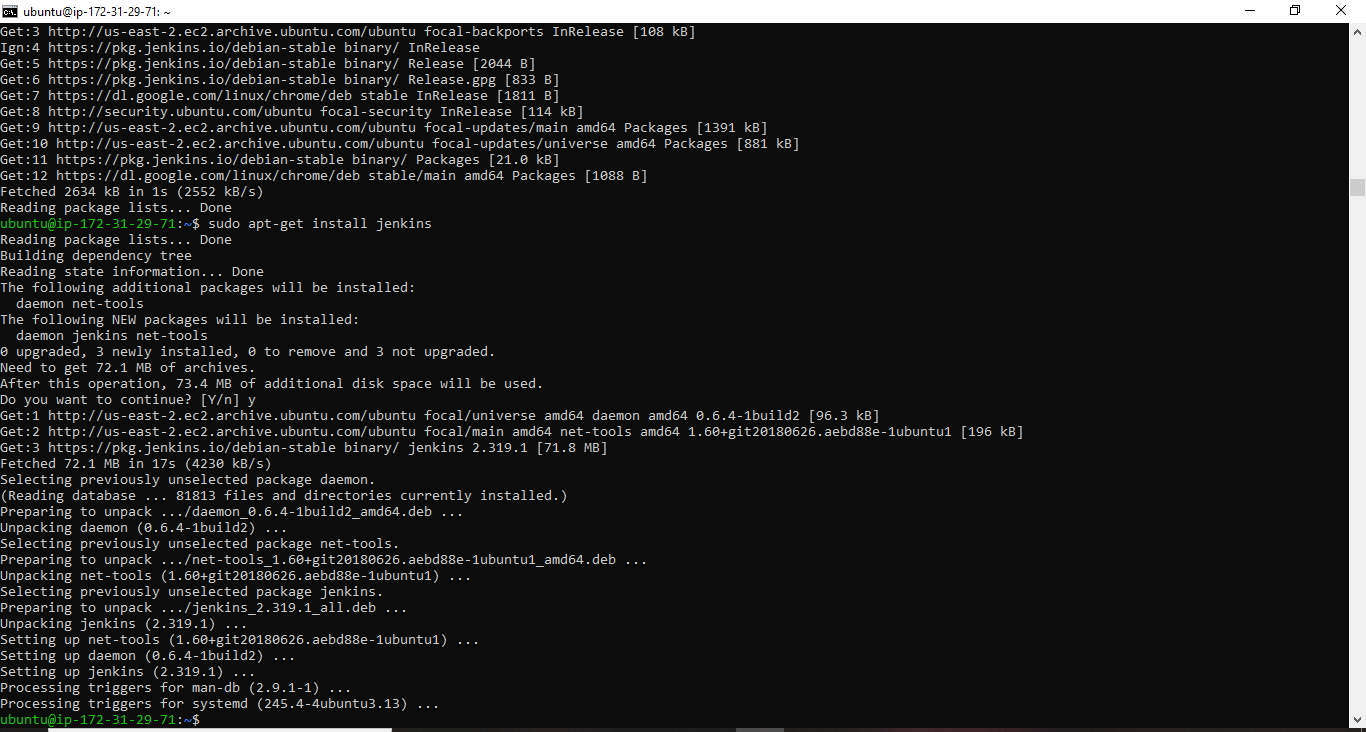 ubuntu@ip-172-31-29-71: ~
Get:3 http://us-east-2.ec2.archive.ubuntu.com/ubuntu focal-backports InRelease [108 kB]
Ign:4 https://pkg.jenkins.io/debian-stable binary/ InRelease
Get:5 https://pkg.jenkins.io/debian-stable binary/ Release [2044 B]
Get:6 https://pkg.jenkins.io/debian-stable binary/ Release.gpg [833 B]
Get:7 https://dl.google.com/linux/chrome/deb stable InRelease [1811 B]
Get:8 http://security.ubuntu.com/ubuntu focal-security InRelease [114 kB]
Get:9 http://us-east-2.ec2.archive.ubuntu.com/ubuntu focal-updates/main amd64 Packages [1391 kB]
Get:10 http://us-east-2.ec2.archive.ubuntu.com/ubuntu focal-updates/universe amd64 Packages [881 kB]
Get:11 https://pkg.jenkins.io/debian-stable binary/ Packages [21.0 kB]
Get:12 https://dl.google.com/linux/chrome/deb stable/main amd64 Packages [1088 B]
Fetched 2634 kB in 1s (2552 kB/s)
Reading package lists... Done
ubuntu@ip-172-31-29-71:~$ sudo apt-get install jenkins
Reading package lists... Done
Building dependency tree
Reading state information... Done
The following additional packages will be installed:
  daemon net-tools
The following NEW packages will be installed:
  daemon jenkins net-tools
0 upgraded, 3 newly installed, 0 to remove and 3 not upgraded.
Need to get 72.1 MB of archives.
After this operation, 73.4 MB of additional disk space will be used.
Do you want to continue? [Y/n] y
Get:1 http://us-east-2.ec2.archive.ubuntu.com/ubuntu focal/universe amd64 daemon amd64 0.6.4-1build2 [96.3 kB]
Get:2 http://us-east-2.ec2.archive.ubuntu.com/ubuntu focal/main amd64 net-tools amd64 1.60+git20180626.aebd88e-1ubuntu1 [196 kB]
Get:3 https://pkg.jenkins.io/debian-stable binary/ jenkins 2.319.1 [71.8 MB]
Fetched 72.1 MB in 17s (4230 kB/s)
Selecting previously unselected package daemon.
(Reading database ... 81813 files and directories currently installed.)
Preparing to unpack .../daemon_0.6.4-1build2_amd64.deb ...
Unpacking daemon (0.6.4-1build2) ...
Selecting previously unselected package net-tools.
Preparing to unpack .../net-tools_1.60+git20180626.aebd88e-1ubuntu1_amd64.deb ...
Unpacking net-tools (1.60+git20180626.aebd88e-1ubuntu1) ...
Selecting previously unselected package jenkins.
Preparing to unpack .../jenkins_2.319.1_all.deb ...
Unpacking jenkins (2.319.1) ...
Setting up net-tools (1.60+git20180626.aebd88e-1ubuntu1) ...
Setting up daemon (0.6.4-1build2) ...
Setting up jenkins (2.319.1) ...
Processing triggers for man-db (2.9.1-1) ...
Processing triggers for systemd (245.4-4ubuntu3.13) ...
ubuntu@ip-172-31-29-71:~$